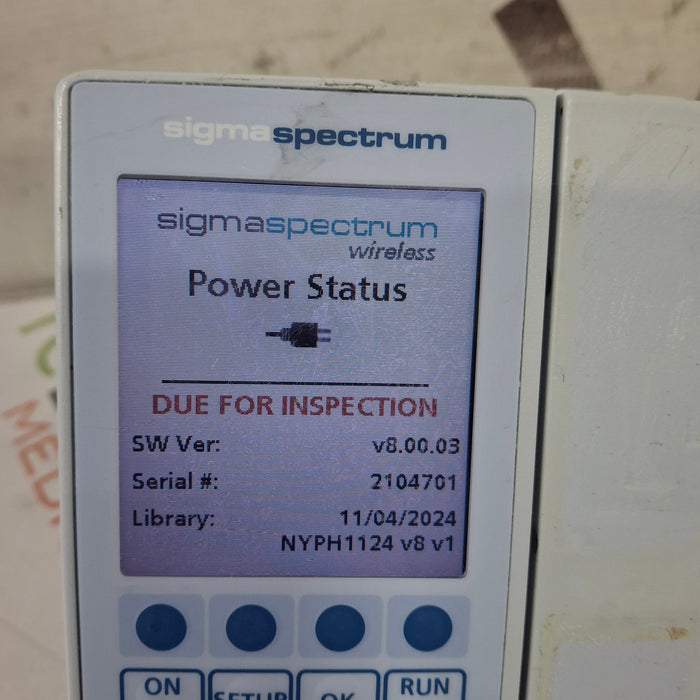 sigmaspectrum
sigmaspectrum
wireless
Power Status
DUE FOR INSPECTION
SW Ver: v8.00.03
Serial #: 2104701
Library: 11/04/2024
NYPH1124 v8 v1
ON SETUP OK RUN